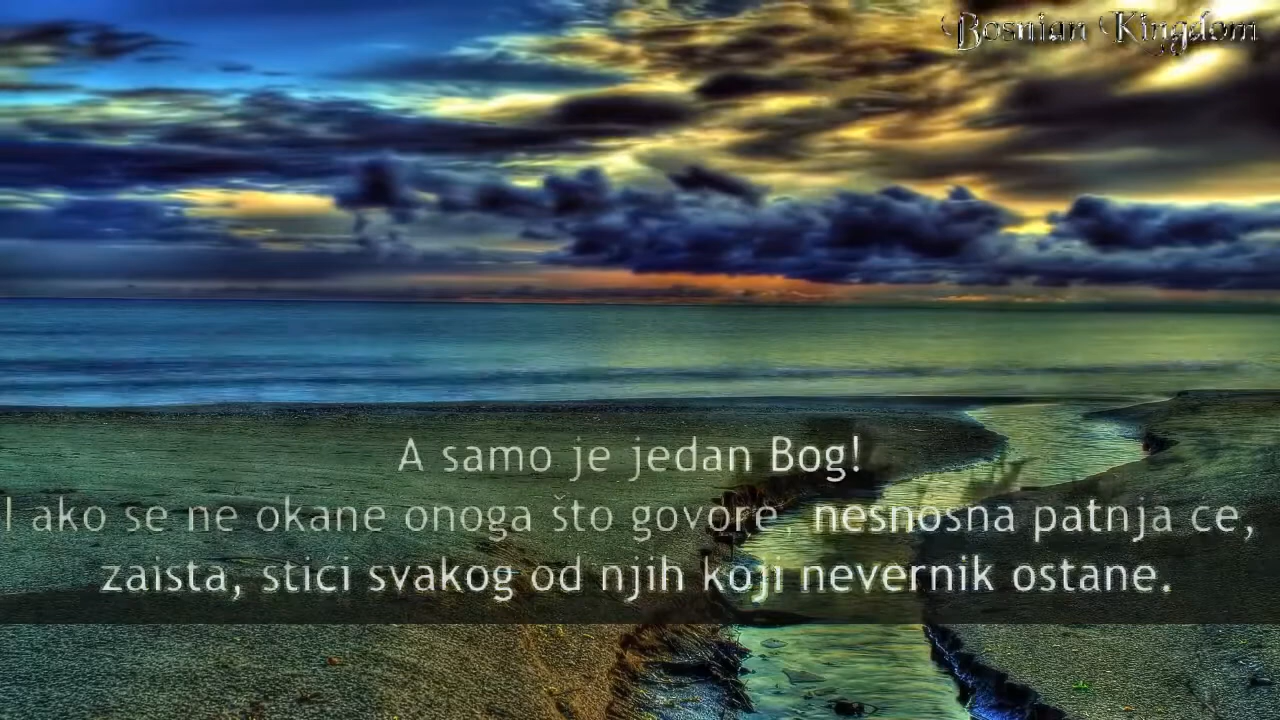 Bosnian Kingdom
A samo je jedan Bog!
I ako se ne okane onoga što govore, nesnosna patnja ce,
zaista, stici svakog od njih koji nevernik ostane.